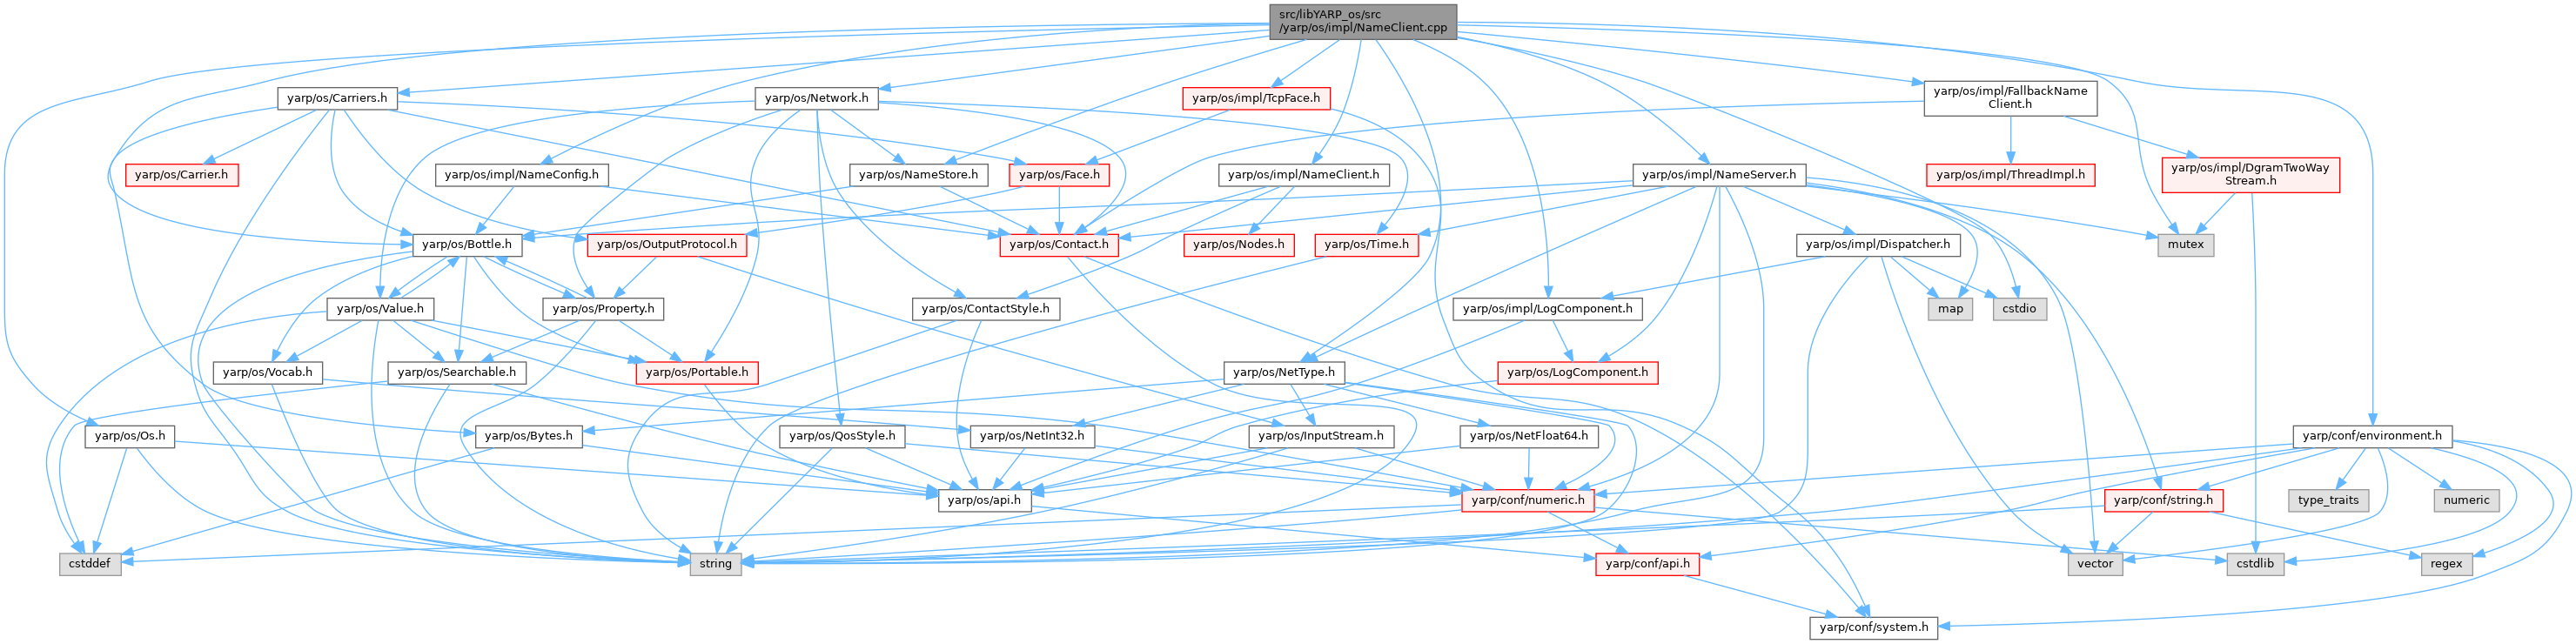 src/libYARP_os/src
/yarp/os/impl/NameClient.cpp
yarp/os/Carriers.h
yarp/os/Network.h
yarp/os/impl/TcpFace.h
yarp/os/impl/FallbackName
Client.h
yarp/os/Carrier.h
yarp/os/impl/NameConfig.h
yarp/os/NameStore.h
yarp/os/Face.h
yarp/os/impl/NameClient.h
yarp/os/impl/NameServer.h
yarp/os/impl/ThreadImpl.h
yarp/os/impl/DgramTwoWay
Stream.h
yarp/os/Bottle.h
yarp/os/OutputProtocol.h
yarp/os/Contact.h
yarp/os/Nodes.h
yarp/os/Time.h
yarp/os/impl/Dispatcher.h
mutex
yarp/os/Value.h
yarp/os/Property.h
yarp/os/ContactStyle.h
yarp/os/impl/LogComponent.h
map
cstdio
yarp/os/Vocab.h
yarp/os/Searchable.h
yarp/os/Portable.h
yarp/os/NetType.h
yarp/os/LogComponent.h
yarp/os/Os.h
yarp/os/Bytes.h
yarp/os/QosStyle.h
yarp/os/NetInt32.h
yarp/os/InputStream.h
yarp/os/NetFloat64.h
yarp/conf/environment.h
yarp/os/api.h
yarp/conf/numeric.h
yarp/conf/string.h
type_traits
numeric
cstddef
string
yarp/conf/api.h
vector
cstdlib
regex
yarp/conf/system.h